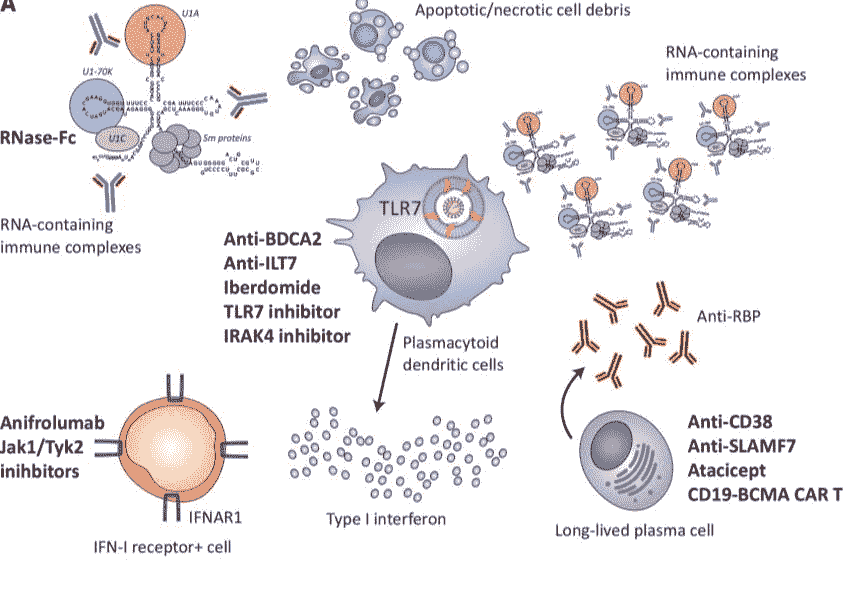 A
U1A
Apoptotic/necrotic cell debris
RNA-containing
immune complexes
U1-70K
RNase-Fc
U1C
Sm proteins
RNA-containing
immune complexes
TLR7
Anti-BDCA2
Anti-ILT7
Iberdomide
TLR7 inhibitor
IRAK4 inhibitor
Plasmacytoid
dendritic cells
Anti-RBP
Anifrolumab
Jak1/Tyk2
inihbitors
IFNAR1
IFN-I receptor+ cell
Type I interferon
Anti-CD38
Anti-SLAMF7
Atacicept
CD19-BCMA CAR T
Long-lived plasma cell